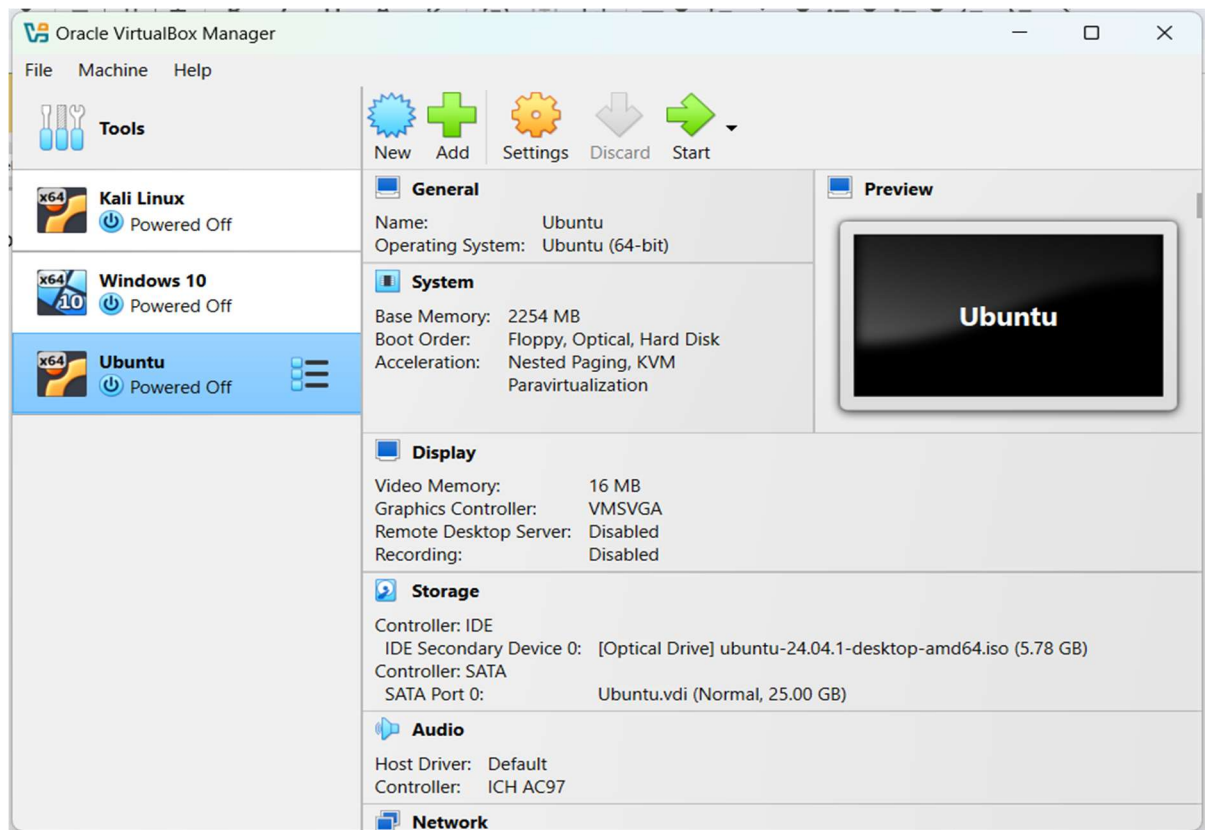 Oracle VirtualBox Manager
File Machine Help
Tools
New Add Settings Discard Start
x64 Kali Linux
Powered Off
x64 10 Windows 10
Powered Off
x64 Ubuntu
Powered Off
General
Name: Ubuntu
Operating System: Ubuntu (64-bit)
System
Base Memory: 2254 MB
Boot Order: Floppy, Optical, Hard Disk
Acceleration: Nested Paging, KVM
Paravirtualization
Preview
Ubuntu
Display
Video Memory: 16 MB
Graphics Controller: VMSVGA
Remote Desktop Server: Disabled
Recording: Disabled
Storage
Controller: IDE
IDE Secondary Device 0: [Optical Drive] ubuntu-24.04.1-desktop-amd64.iso (5.78 GB)
Controller: SATA
SATA Port 0: Ubuntu.vdi (Normal, 25.00 GB)
Audio
Host Driver: Default
Controller: ICH AC97
Network